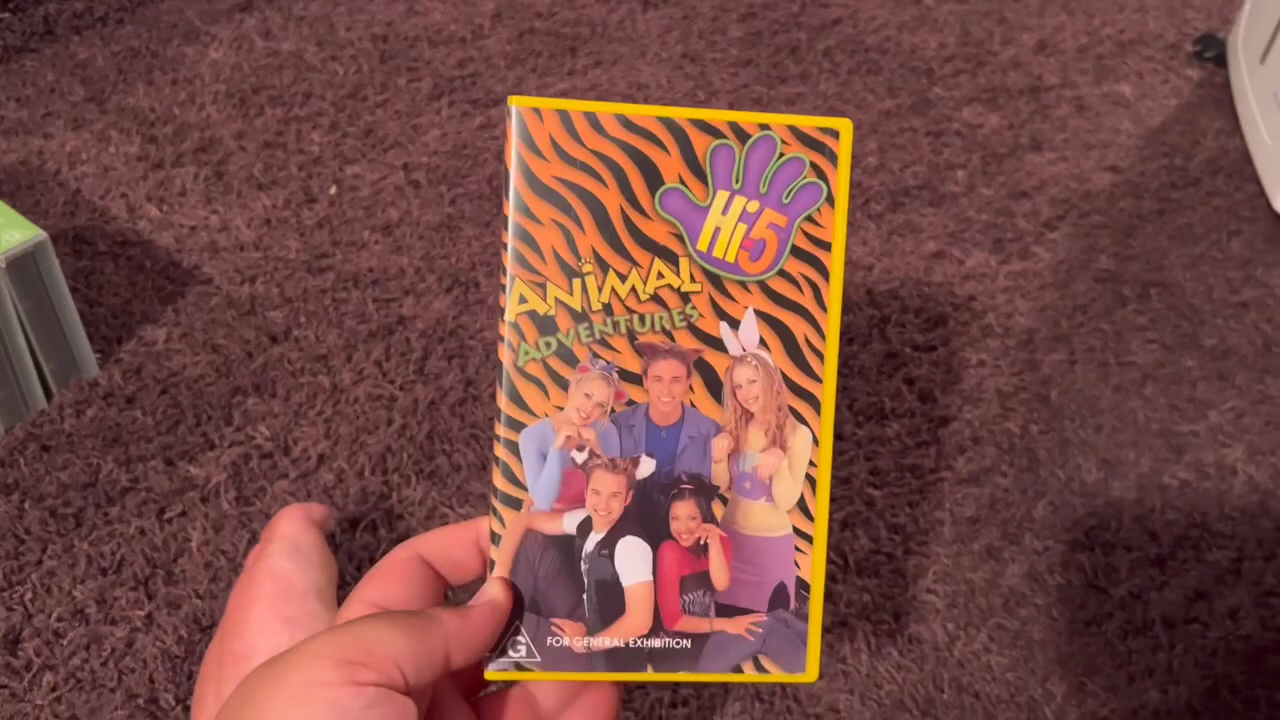 Hi-5
ANIMAL
ADVENTURES
G
FOR GENERAL EXHIBITION